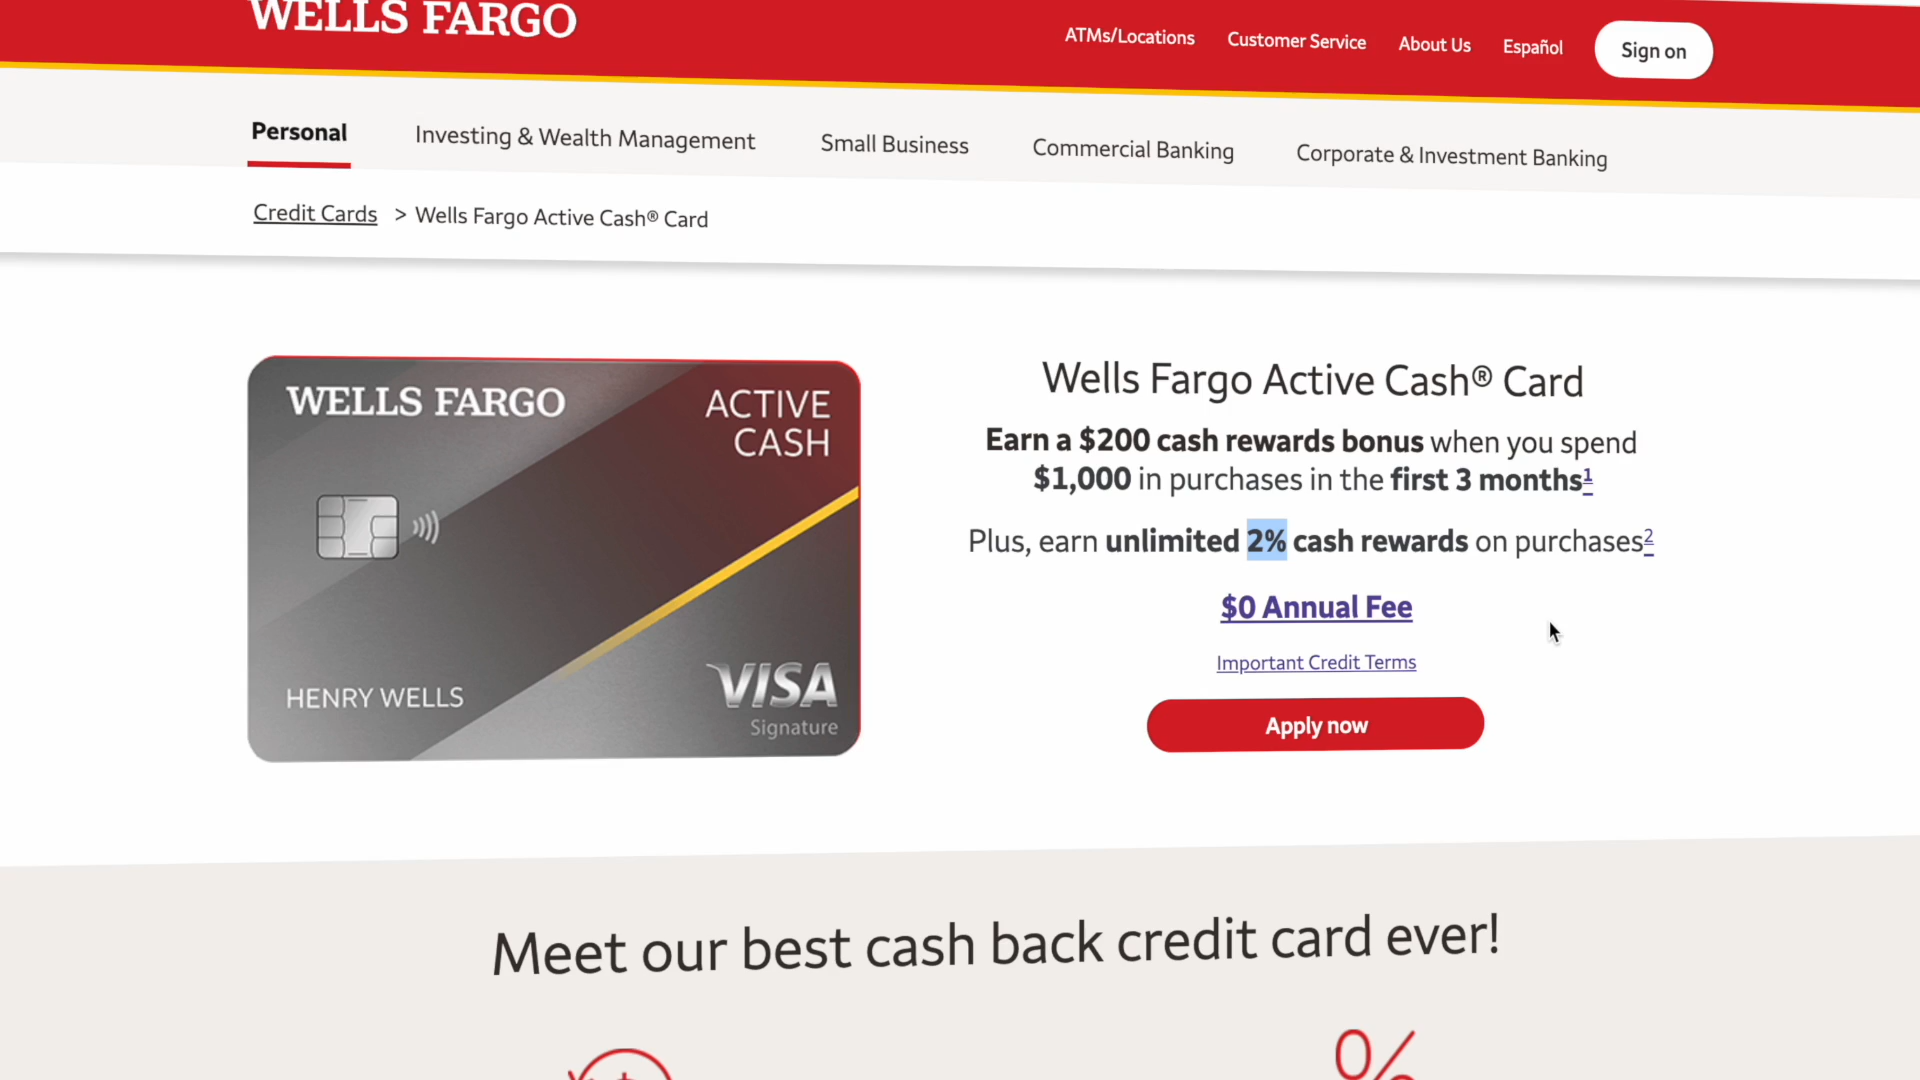 WELLS FARGO
ATMs/Locations Customer Service About Us Español Sign on
Personal Investing & Wealth Management Small Business Commercial Banking Corporate & Investment Banking
Credit Cards > Wells Fargo Active Cash® Card
WELLS FARGO
ACTIVE
CASH
HENRY WELLS
VISA
Signature
Wells Fargo Active Cash® Card
Earn a $200 cash rewards bonus when you spend
$1,000 in purchases in the first 3 months1
Plus, earn unlimited 2% cash rewards on purchases2
$0 Annual Fee
Important Credit Terms
Apply now
Meet our best cash back credit card ever!
%